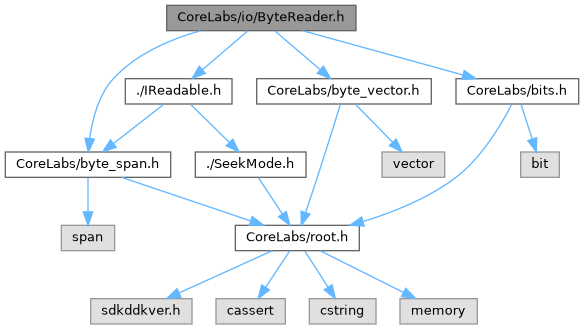 CoreLabs/io/ByteReader.h
./IReadable.h
CoreLabs/byte_vector.h
CoreLabs/bits.h
CoreLabs/byte_span.h
./SeekMode.h
vector
bit
span
CoreLabs/root.h
sdkddkver.h
cassert
cstring
memory